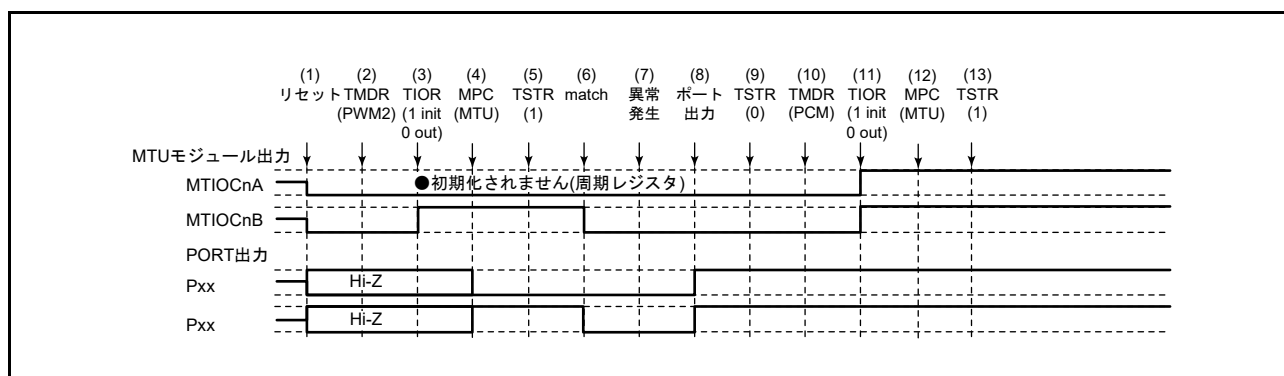 (1) (2) (3) (4) (5) (6) (7) (8) (9) (10) (11) (12) (13)
リセット TMDR TIOR MPC TSTR match 異常 ポート TSTR TMDR TIOR MPC TSTR
(PWM2) (1 init (MTU) (1) 発生 出力 (0) (PCM) (1 init (MTU) (1)
0 out) 0 out)
MTUモジュール出力
MTIOCnA ●初期化されません(周期レジスタ)
MTIOCnB
PORT出力
Pxx Hi-Z
Pxx Hi-Z